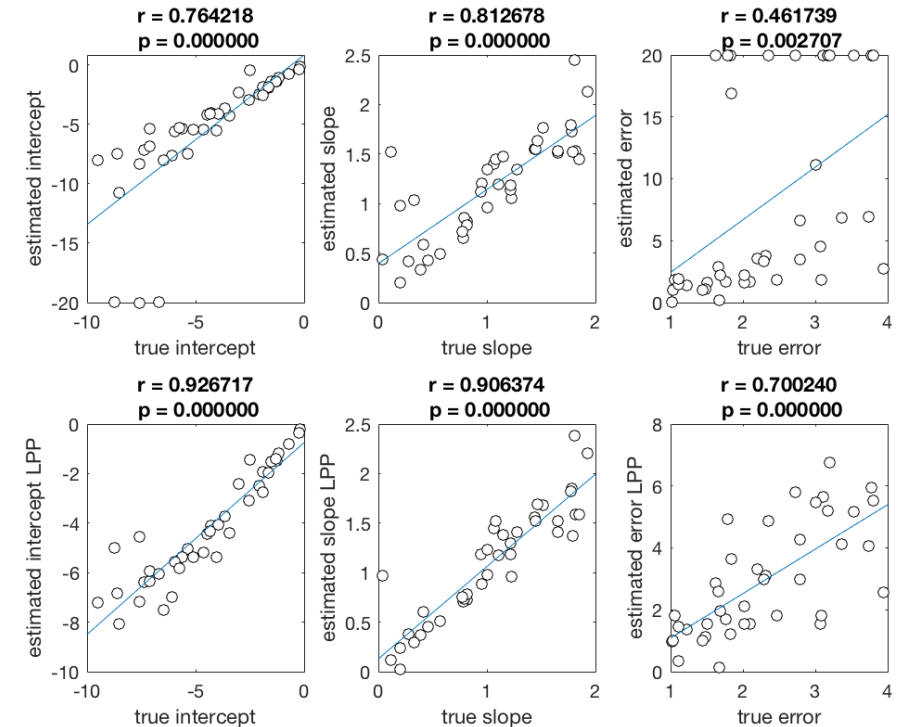 r = 0.764218
p = 0.000000
0
-5
-10
-15
-20
estimated intercept
-10
-5
0
true intercept
r = 0.812678
p = 0.000000
2.5
2
1.5
1
0.5
0
estimated slope
0
1
2
true slope
r = 0.461739
p = 0.002707
20
15
10
5
0
estimated error
1
2
3
4
true error
r = 0.926717
p = 0.000000
0
-2
-4
-6
-8
-10
estimated intercept LPP
-10
-5
0
true intercept
r = 0.906374
p = 0.000000
2.5
2
1.5
1
0.5
0
estimated slope LPP
0
1
2
true slope
r = 0.700240
p = 0.000000
8
6
4
2
0
estimated error LPP
1
2
3
4
true error